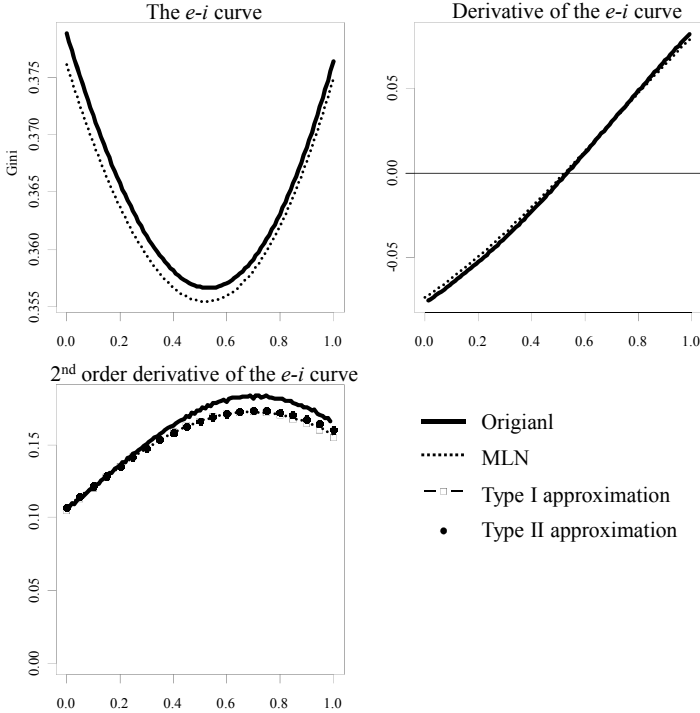 The e-i curve
Gini
0.375
0.370
0.365
0.360
0.355
0.0 0.2 0.4 0.6 0.8 1.0
Derivative of the e-i curve
0.05
0.00
-0.05
0.0 0.2 0.4 0.6 0.8 1.0
2nd order derivative of the e-i curve
0.15
0.10
0.05
0.00
0.0 0.2 0.4 0.6 0.8 1.0
Origianl
MLN
Type I approximation
Type II approximation